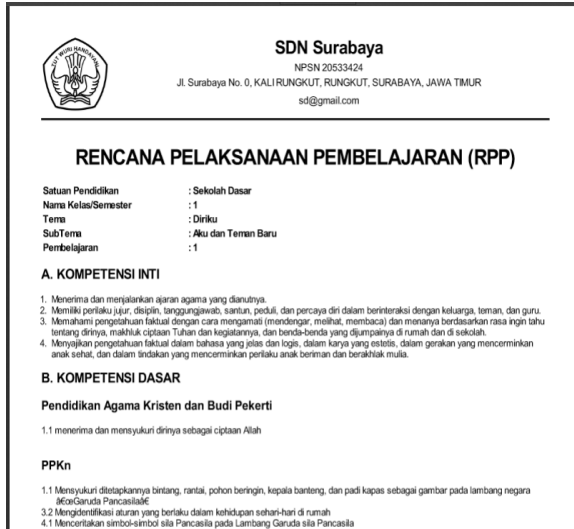 TUT WURI HANDAYANI
SDN Surabaya
NPSN 20533424
Jl. Surabaya No. 0, KALI RUNGKUT, RUNGKUT, SURABAYA, JAWA TIMUR
sd@gmail.com
RENCANA PELAKSANAAN PEMBELAJARAN (RPP)
Satuan Pendidikan : Sekolah Dasar
Nama Kelas/Semester : 1
Tema : Diriku
SubTema : Aku dan Teman Baru
Pembelajaran : 1
A. KOMPETENSI INTI
1. Menerima dan menjalankan ajaran agama yang dianutnya.
2. Memiliki perilaku jujur, disiplin, tanggungjawab, santun, peduli, dan percaya diri dalam berinteraksi dengan keluarga, teman, dan guru.
3. Memahami pengetahuan faktual dengan cara mengamati (mendengar, melihat, membaca) dan menanya berdasarkan rasa ingin tahu
tentang dirinya, makhluk ciptaan Tuhan dan kegiatannya, dan benda-benda yang dijumpainya di rumah dan di sekolah.
4. Menyajikan pengetahuan faktual dalam bahasa yang jelas dan logis, dalam karya yang estetis, dalam gerakan yang mencerminkan
anak sehat, dan dalam tindakan yang mencerminkan perilaku anak beriman dan berakhlak mulia.
B. KOMPETENSI DASAR
Pendidikan Agama Kristen dan Budi Pekerti
1.1 menerima dan mensyukuri dirinya sebagai ciptaan Allah
PPKn
1.1 Mensyukuri ditetapkannya bintang, rantai, pohon beringin, kepala banteng, dan padi kapas sebagai gambar pada lambang negara
â€œGaruda Pancasilaâ€
3.2 Mengidentifikasi aturan yang berlaku dalam kehidupan sehari-hari di rumah
4.1 Menceritakan simbol-simbol sila Pancasila pada Lambang Garuda sila Pancasila